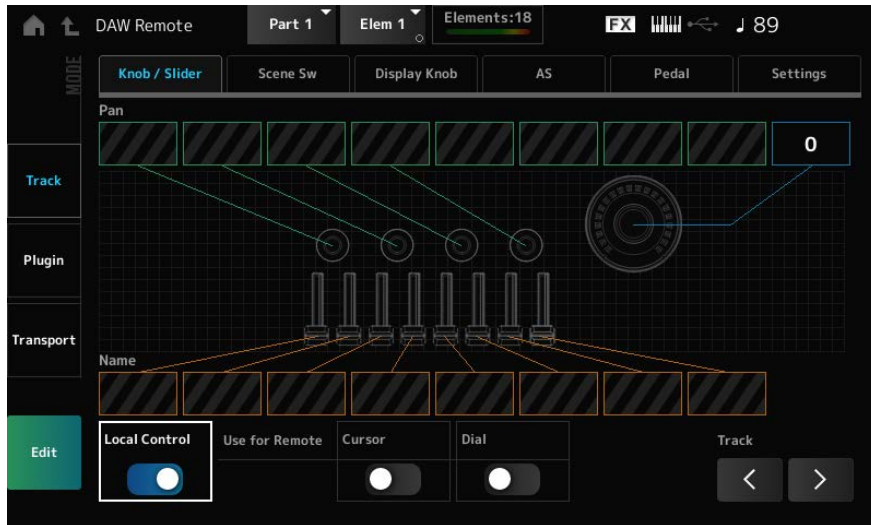 DAW Remote
Part 1
Elem 1
Elements:18
FX
♩ 89
MODE
Knob / Slider
Scene Sw
Display Knob
AS
Pedal
Settings
Pan
0
Track
Plugin
Transport
Name
Edit
Local Control
Use for Remote
Cursor
Dial
Track